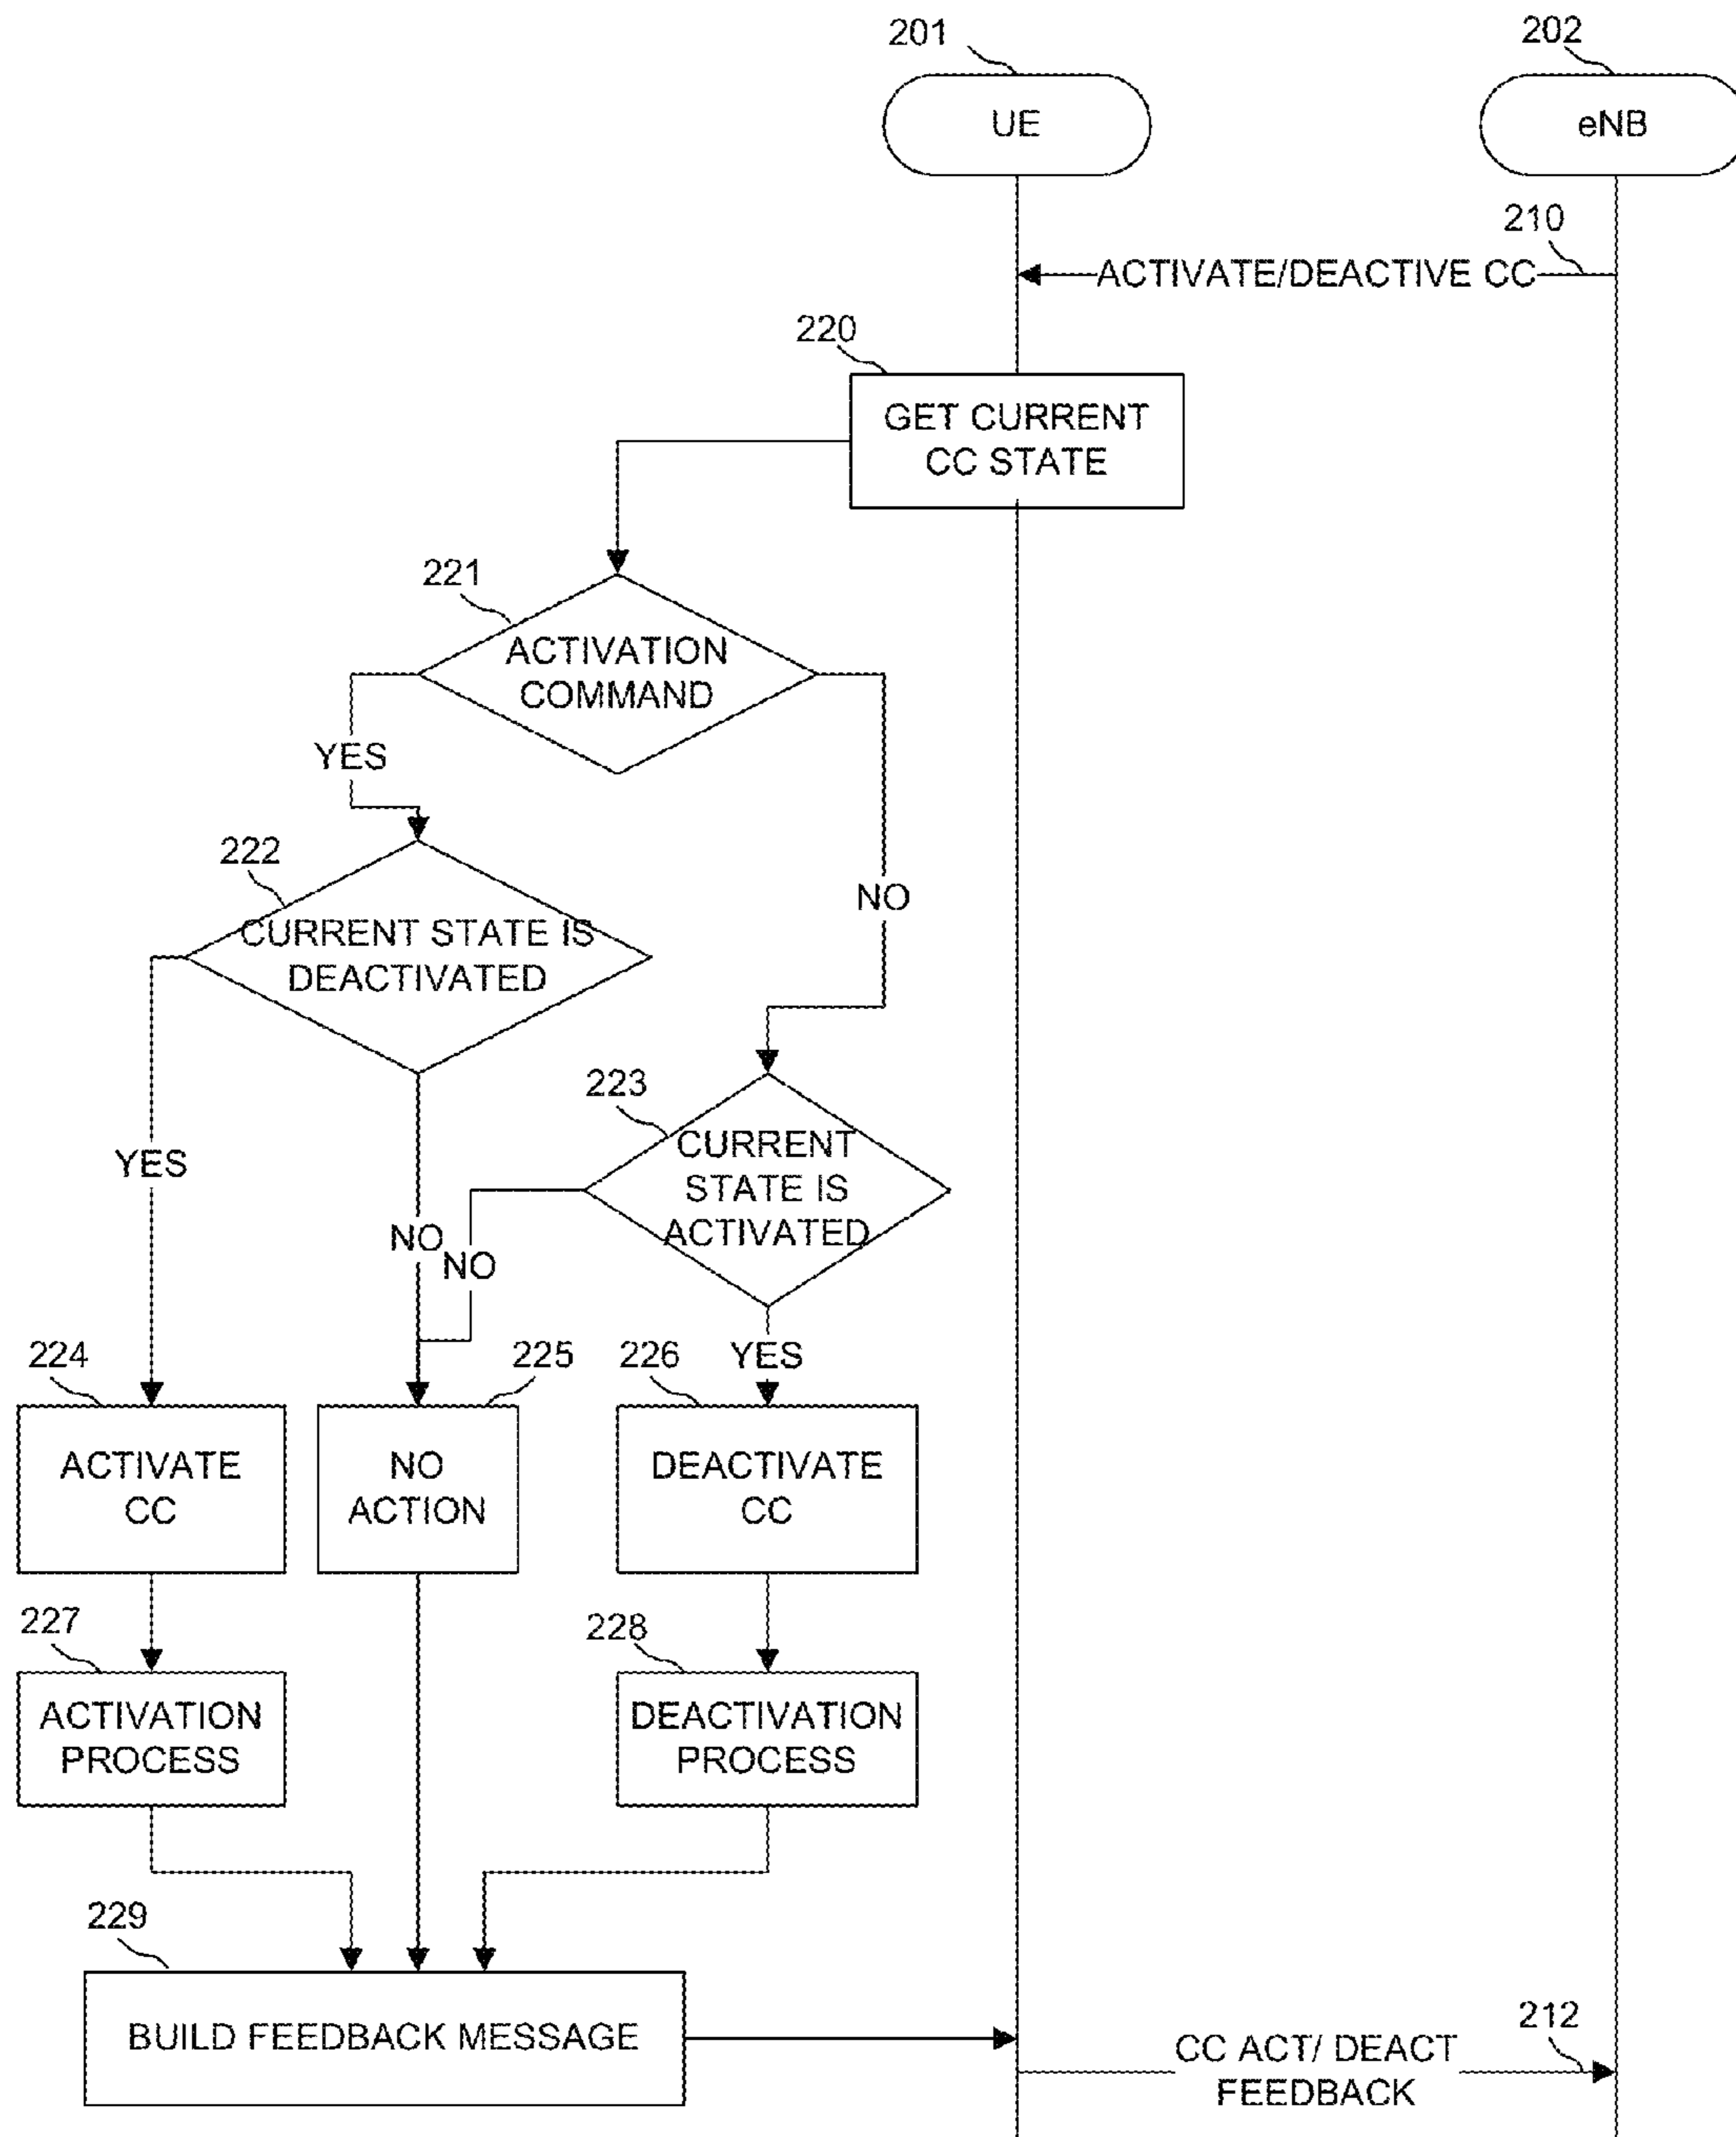 201
202
UE
eNB
210
ACTIVATE/DEACTIVE CC
220
GET CURRENT
CC STATE
221
ACTIVATION
COMMAND
YES
222
NO
CURRENT STATE IS
DEACTIVATED
223
CURRENT
STATE IS
ACTIVATED
YES
NO
NO
224
225
226
YES
ACTIVATE
CC
NO
ACTION
DEACTIVATE
CC
227
228
ACTIVATION
PROCESS
DEACTIVATION
PROCESS
229
BUILD FEEDBACK MESSAGE
212
CC ACT/ DEACT
FEEDBACK